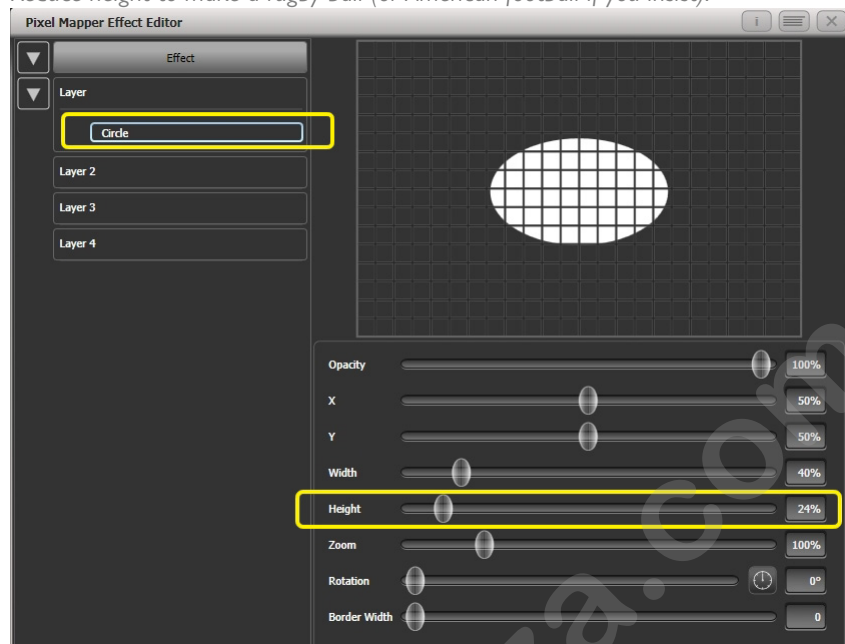 Reduce height to make a rugby ball (or American football if you insist).
Pixel Mapper Effect Editor
i
Effect
Layer
Circle
Layer 2
Layer 3
Layer 4
Opacity 100%
X 50%
Y 50%
Width 40%
Height 24%
Zoom 100%
Rotation 0°
Border Width 0